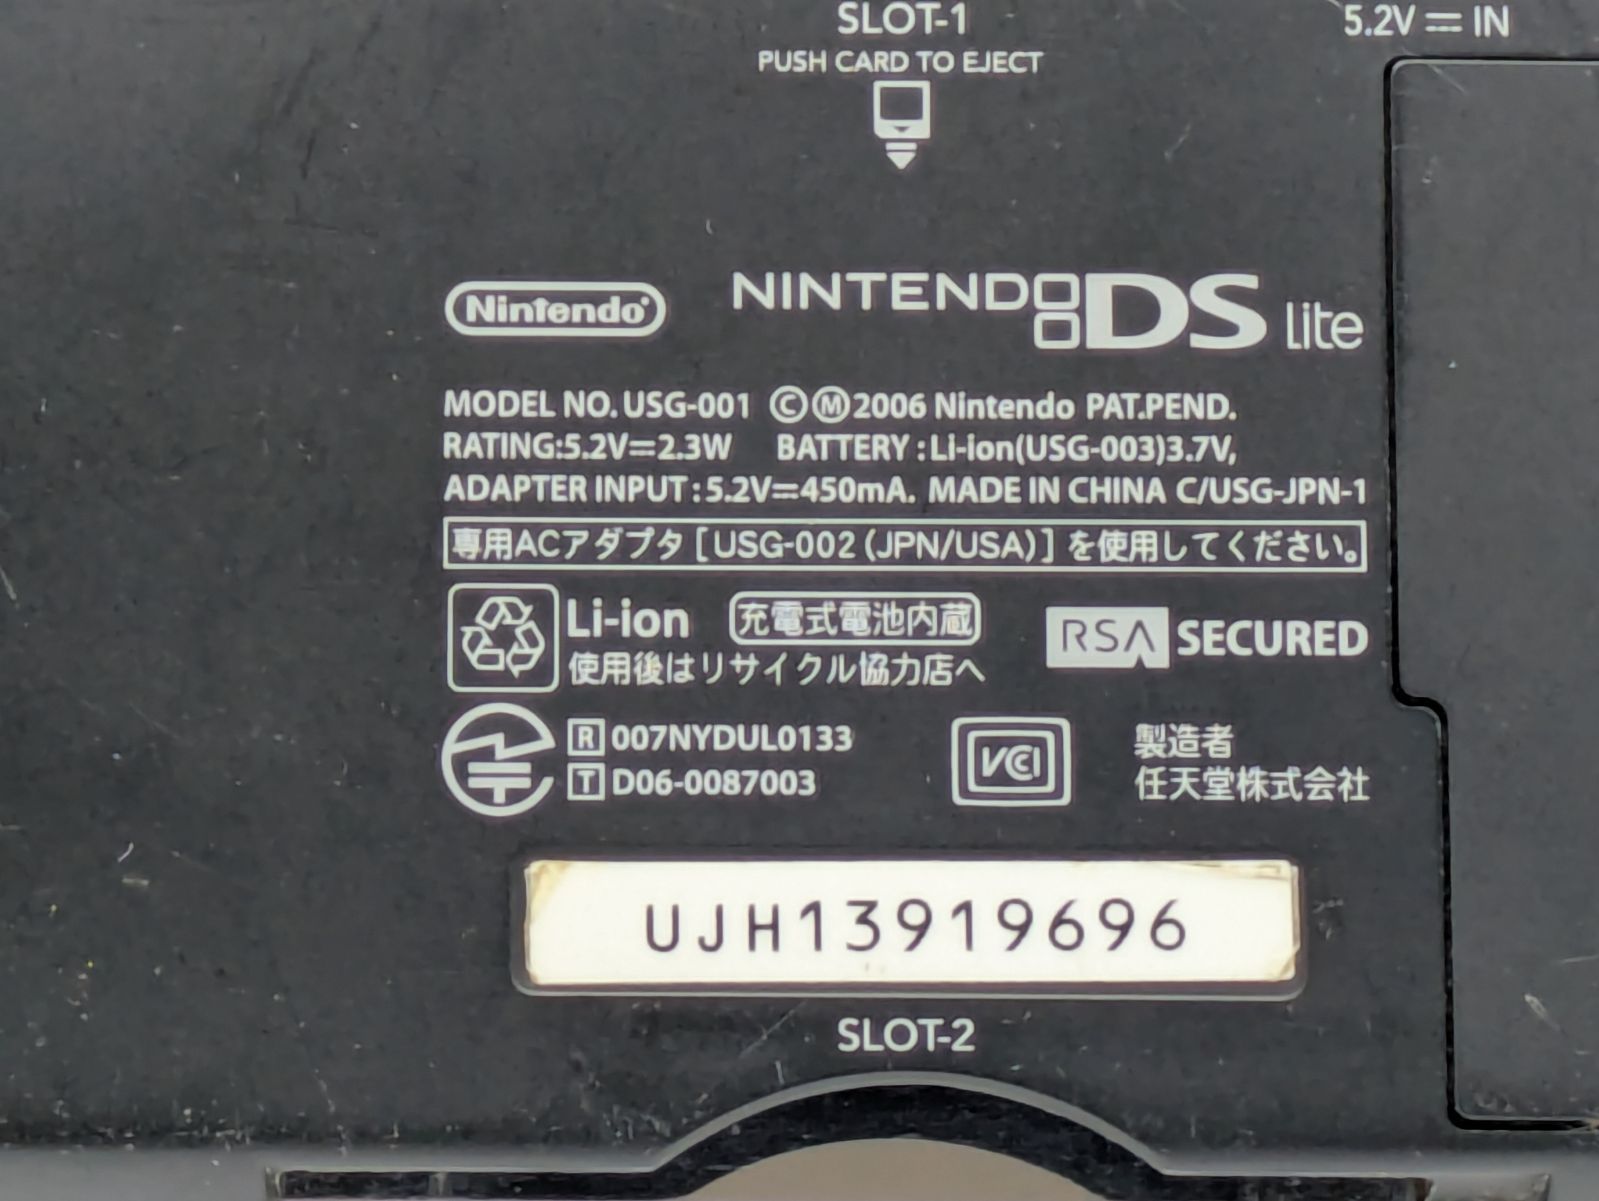 SLOT-1
5.2V⎓IN
PUSH CARD TO EJECT
Nintendo
NINTENDO DS lite
MODEL NO. USG-001 ⒸⓂ2006 Nintendo PAT.PEND.
RATING:5.2V⎓2.3W BATTERY:Li-ion(USG-003)3.7V,
ADAPTER INPUT:5.2V⎓450mA. MADE IN CHINA C/USG-JPN-1
専用ACアダプタ[USG-002(JPN/USA)]を使用してください。
Li-ion 充電式電池内蔵
使用後はリサイクル協力店へ
RSA SECURED
R 007NYDUL0133
T D06-0087003
VCCI
製造者
任天堂株式会社
UJH13919696
SLOT-2